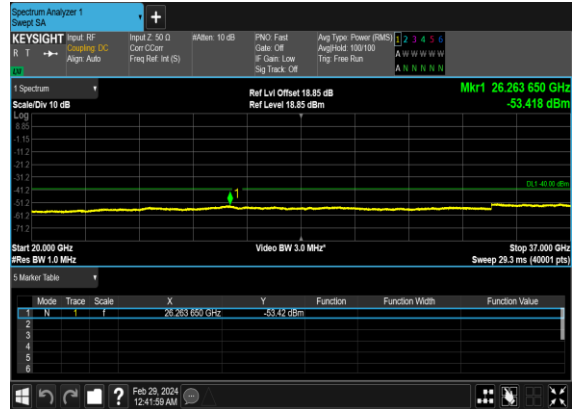 Spectrum Analyzer 1
Swept SA
+
KEYSIGHT
R T
LXI
Input: RF
Coupling: DC
Align: Auto
Input Z: 50 Ω
Corr CCorr
Freq Ref: Int (S)
#Atten: 10 dB
PNO: Fast
Gate: Off
IF Gain: Low
Sig Track: Off
Avg Type: Power (RMS)
Avg|Hold: 100/100
Trig: Free Run
1 2 3 4 5 6
A W W W W W
A N N N N N
1 Spectrum
Scale/Div 10 dB
Ref Lvl Offset 18.85 dB
Ref Level 18.85 dBm
Mkr1 26.263 650 GHz
-53.418 dBm
Log
8.85
-1.15
-11.2
-21.2
-31.2
-41.2
-51.2
-61.2
-71.2
DL1 -40.00 dBm
1
Start 20.000 GHz
#Res BW 1.0 MHz
Video BW 3.0 MHz*
Stop 37.000 GHz
Sweep 29.3 ms (40001 pts)
5 Marker Table
Mode Trace Scale X Y Function Function Width Function Value
1 N 1 f 26.263 650 GHz -53.42 dBm
2
3
4
5
6
?
Feb 29, 2024
12:41:59 AM